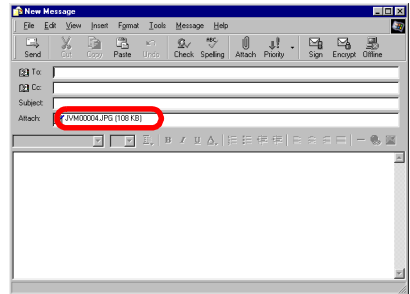 New Message
File Edit View Insert Format Tools Message Help
Send Cut Copy Paste Undo Check Spelling Attach Priority Sign Encrypt Offline
To:
Cc:
Subject:
Attach: JVM00004.JPG (108 KB)
B I U A